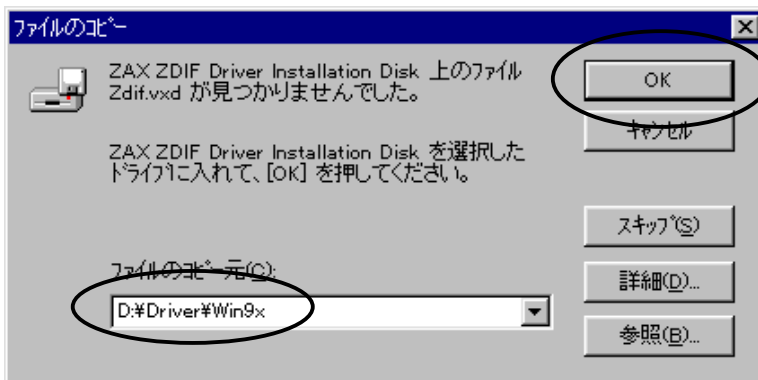 ファイルのコピー
ZAX ZDIF Driver Installation Disk 上のファイル
Zdif.vxd が見つかりませんでした。
ZAX ZDIF Driver Installation Disk を選択した
ドライブに入れて、[OK] を押してください。
ファイルのコピー元(C):
D:¥Driver¥Win9x
OK
キャンセル
スキップ(S)
詳細(D)...
参照(B)...